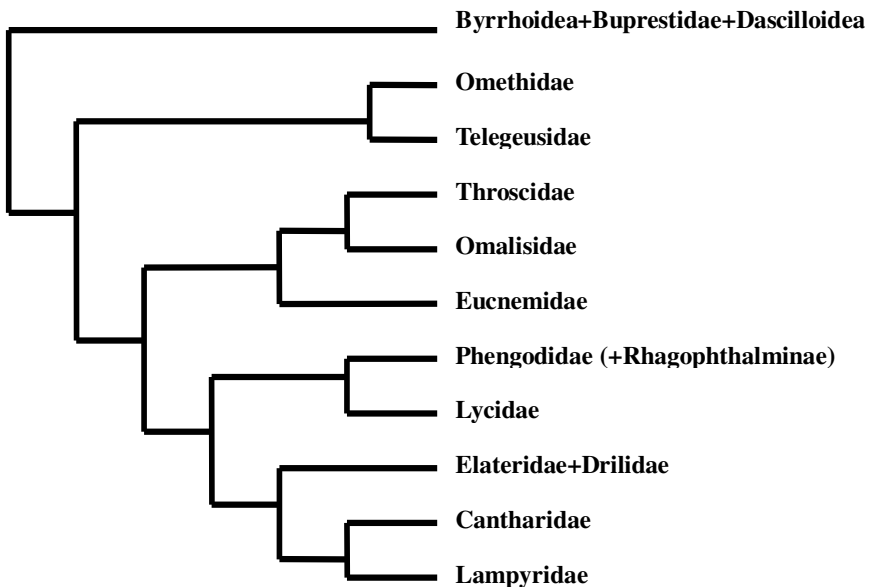 Byrrhoidea+Buprestidae+Dascilloidea
Omethidae
Telegeusidae
Throscidae
Omalisidae
Eucnemidae
Phengodidae (+Rhagophthalminae)
Lycidae
Elateridae+Drilidae
Cantharidae
Lampyridae